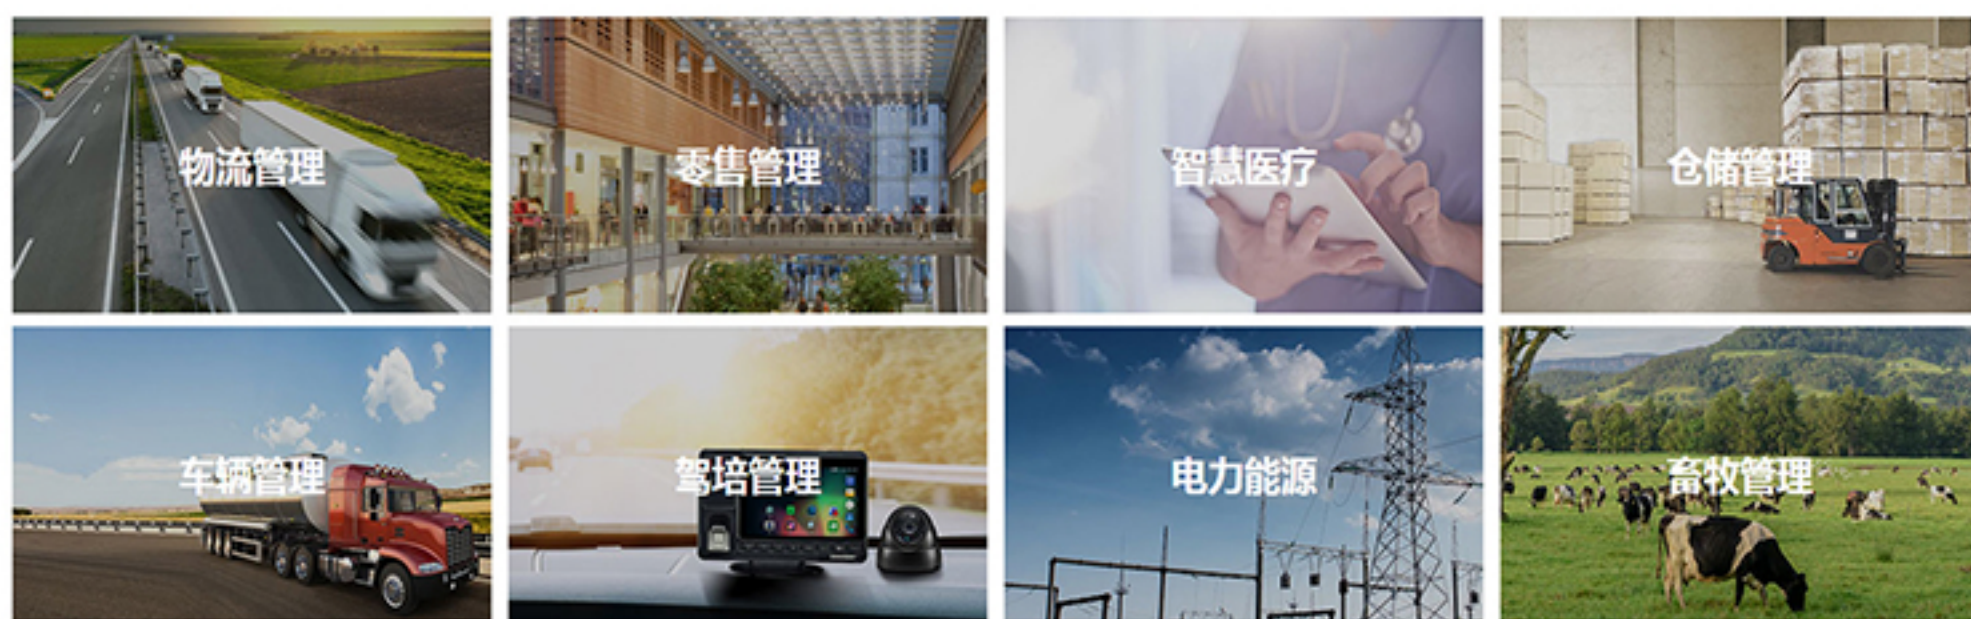 物流管理
零售管理
智慧医疗
仓储管理
车辆管理
驾培管理
电力能源
畜牧管理